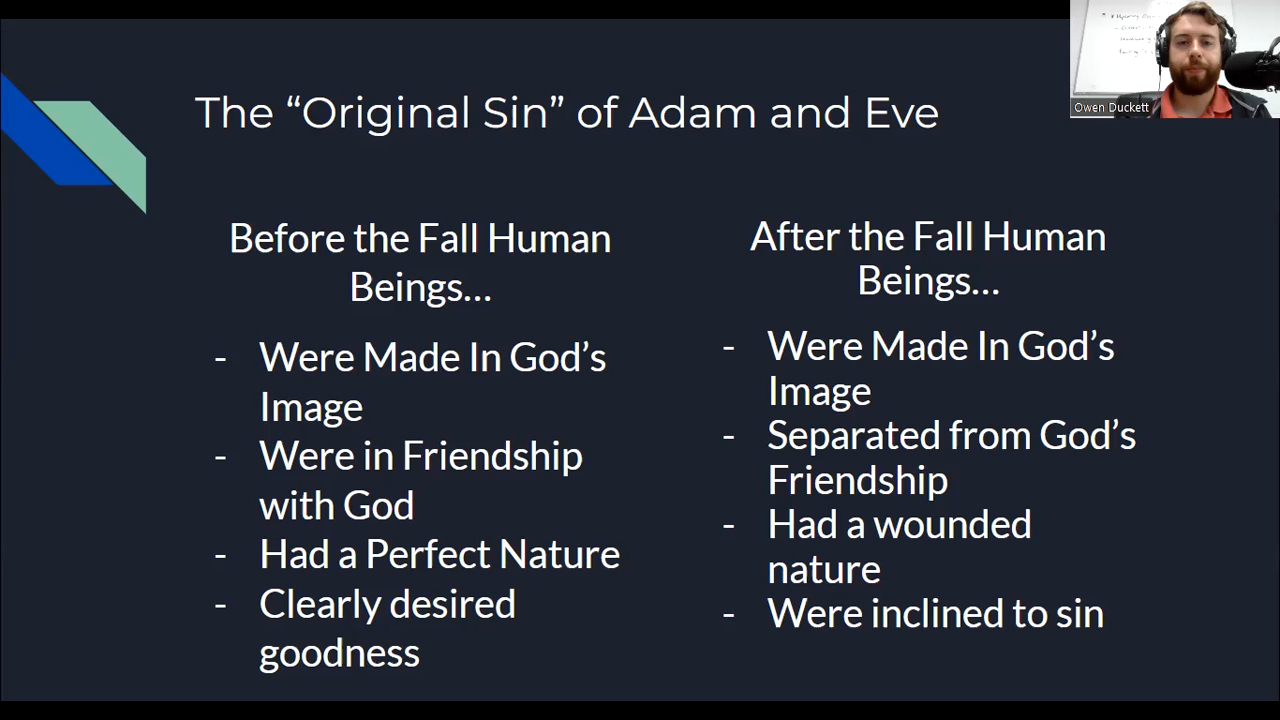 The “Original Sin” of Adam and Eve
Owen Duckett
Before the Fall Human
Beings...
- Were Made In God’s
Image
- Were in Friendship
with God
- Had a Perfect Nature
- Clearly desired
goodness
After the Fall Human
Beings...
- Were Made In God’s
Image
- Separated from God’s
Friendship
- Had a wounded
nature
- Were inclined to sin